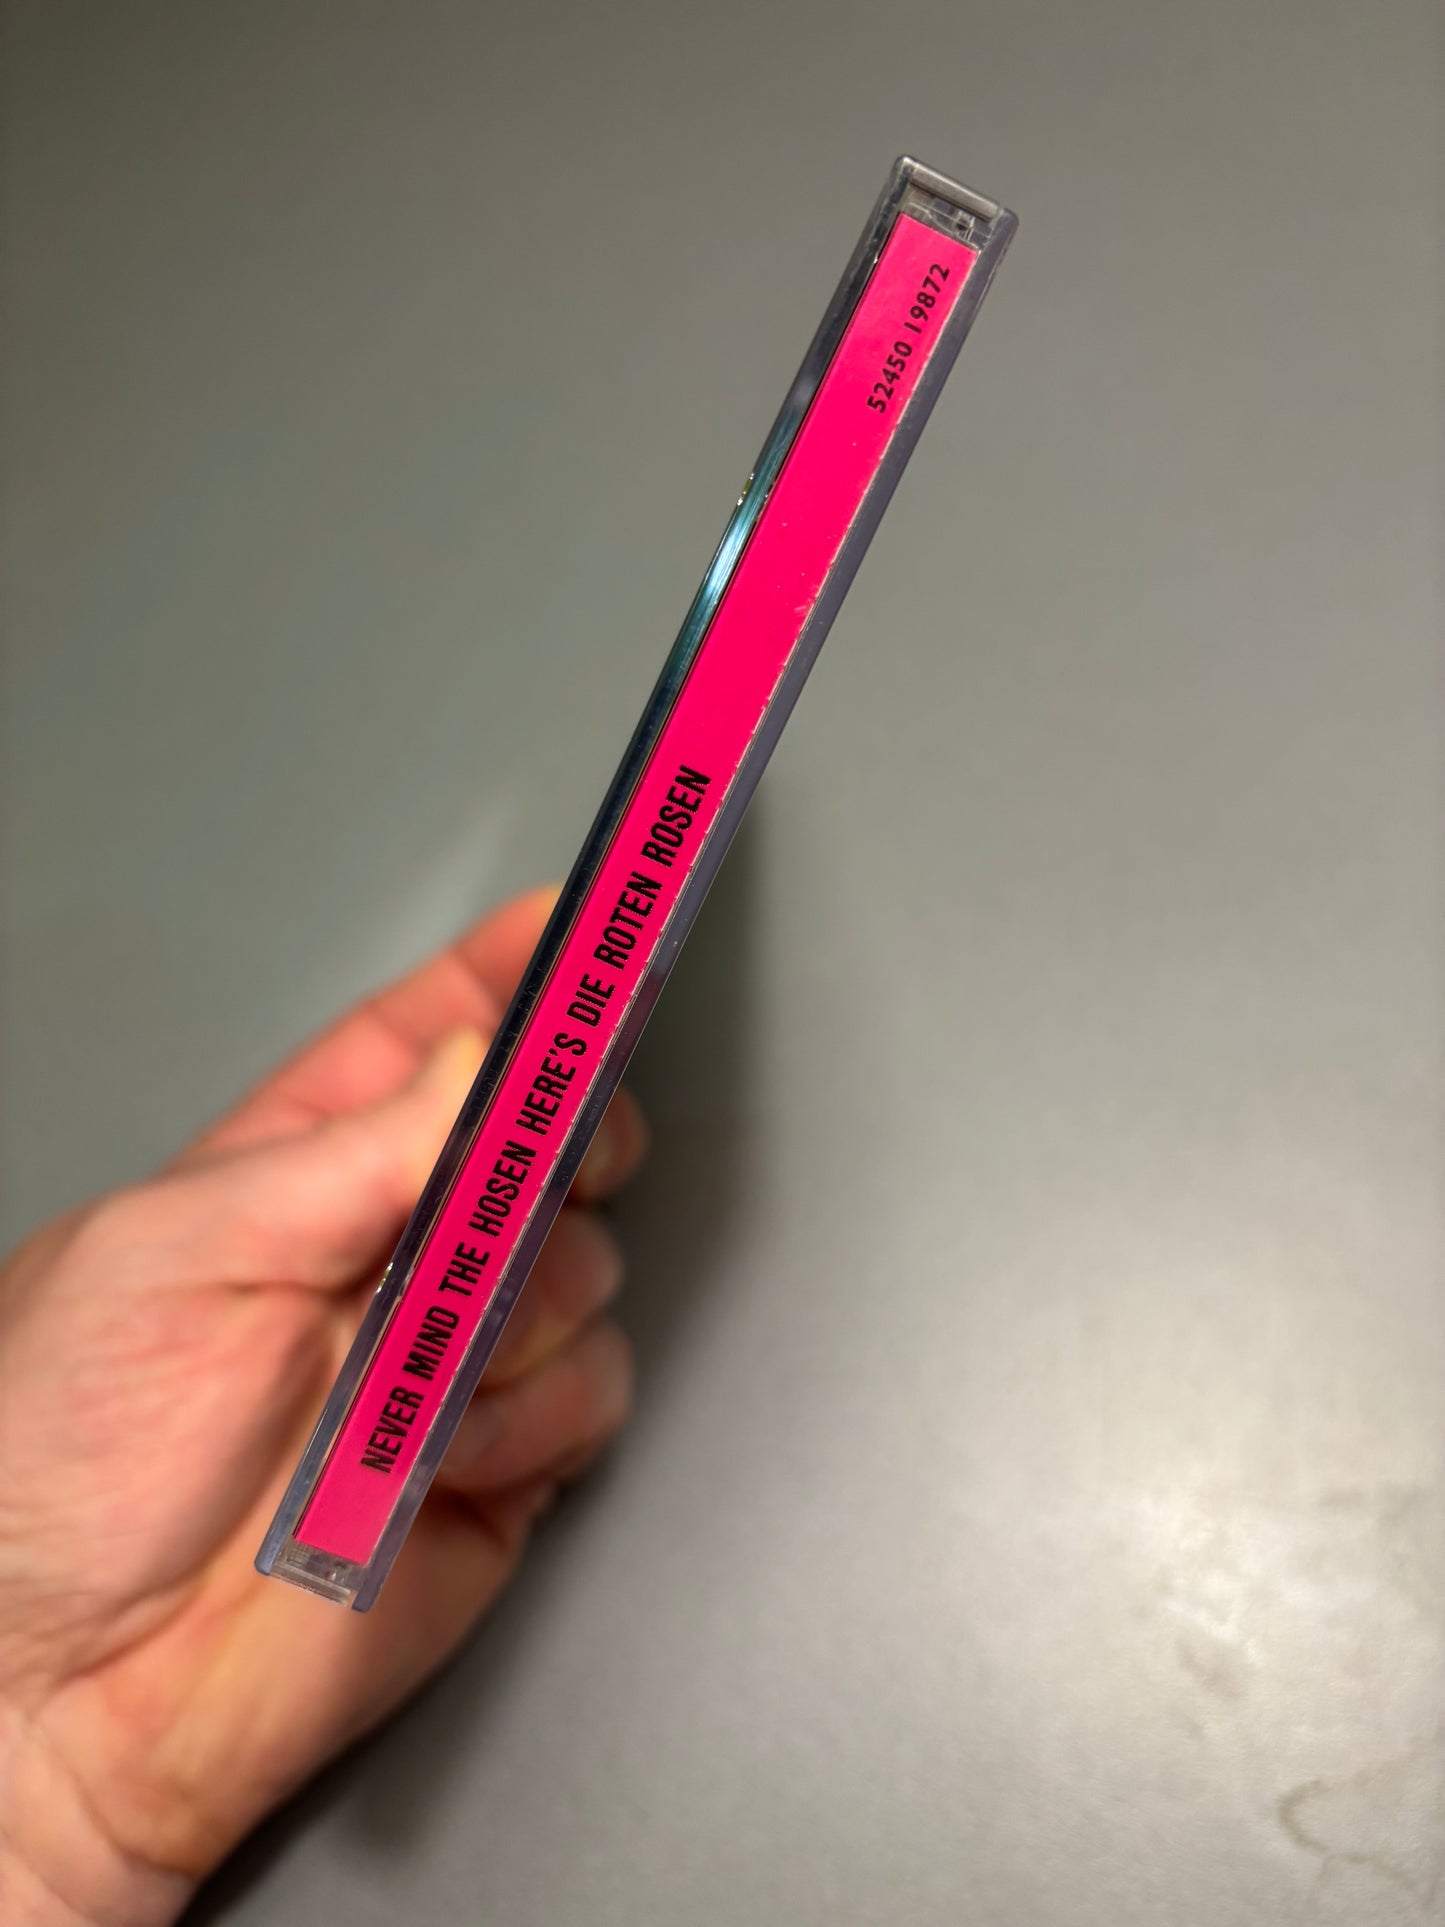 NEVER MIND THE HOSEN HERE'S DIE ROTEN ROSEN
52450 19872